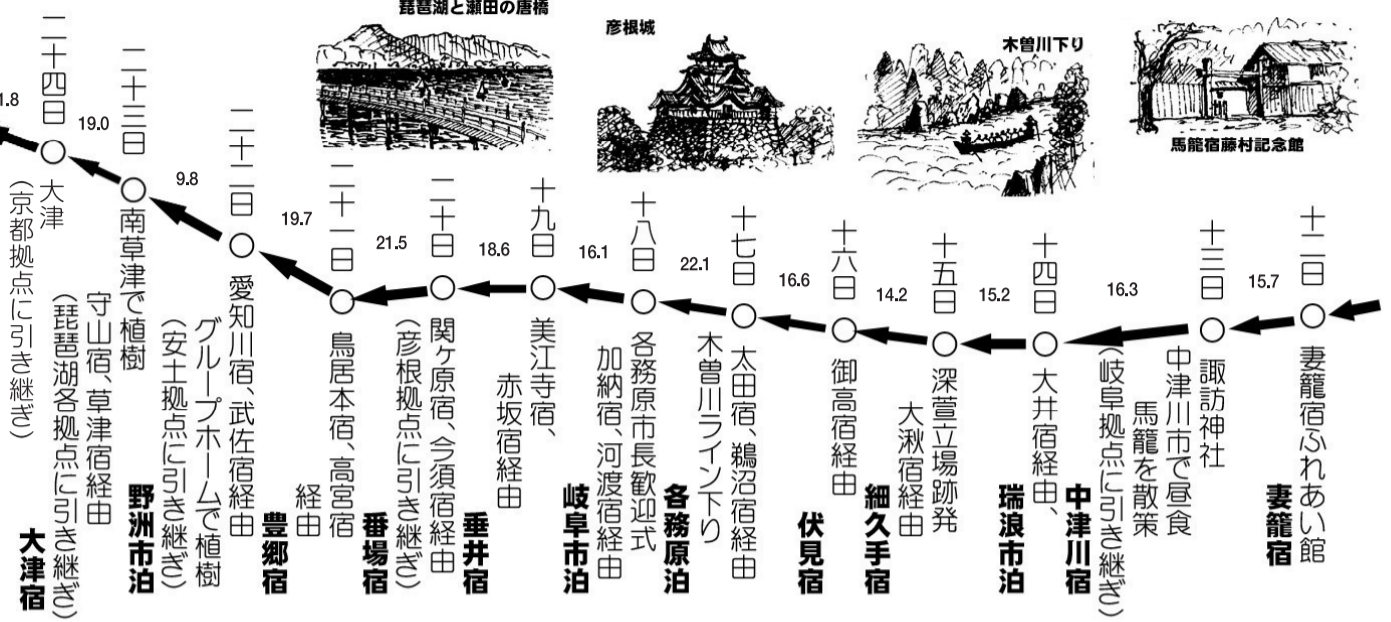 馬籠宿藤村記念館
木曽川下り
彦根城
琵琶湖と瀬田の唐橋
十二日
妻籠宿ふれあい館
妻籠宿
15.7
十三日
諏訪神社
中津川市で昼食
馬籠を散策
（岐阜拠点に引き継ぎ）
中津川宿
16.3
十四日
大井宿経由、
瑞浪市泊
15.2
十五日
深萱立場跡発
大湫宿経由
細久手宿
14.2
十六日
御高宿経由
伏見宿
16.6
十七日
太田宿、鵜沼宿経由
木曽川ライン下り
各務原泊
22.1
十八日
各務原市長歓迎式
加納宿、河渡宿経由
岐阜市泊
16.1
十九日
美江寺宿、
赤坂宿経由
垂井宿
18.6
二十日
関ヶ原宿、今須宿経由
（彦根拠点に引き継ぎ）
番場宿
21.5
二十一日
鳥居本宿、高宮宿
経由
豊郷宿
19.7
二十二日
愛知川宿、武佐宿経由
グループホームで植樹
（安土拠点に引き継ぎ）
野洲市泊
9.8
二十三日
南草津で植樹
守山宿、草津宿経由
（琵琶湖各拠点に引き継ぎ）
大津宿
19.0
二十四日
大津
（京都拠点に引き継ぎ）